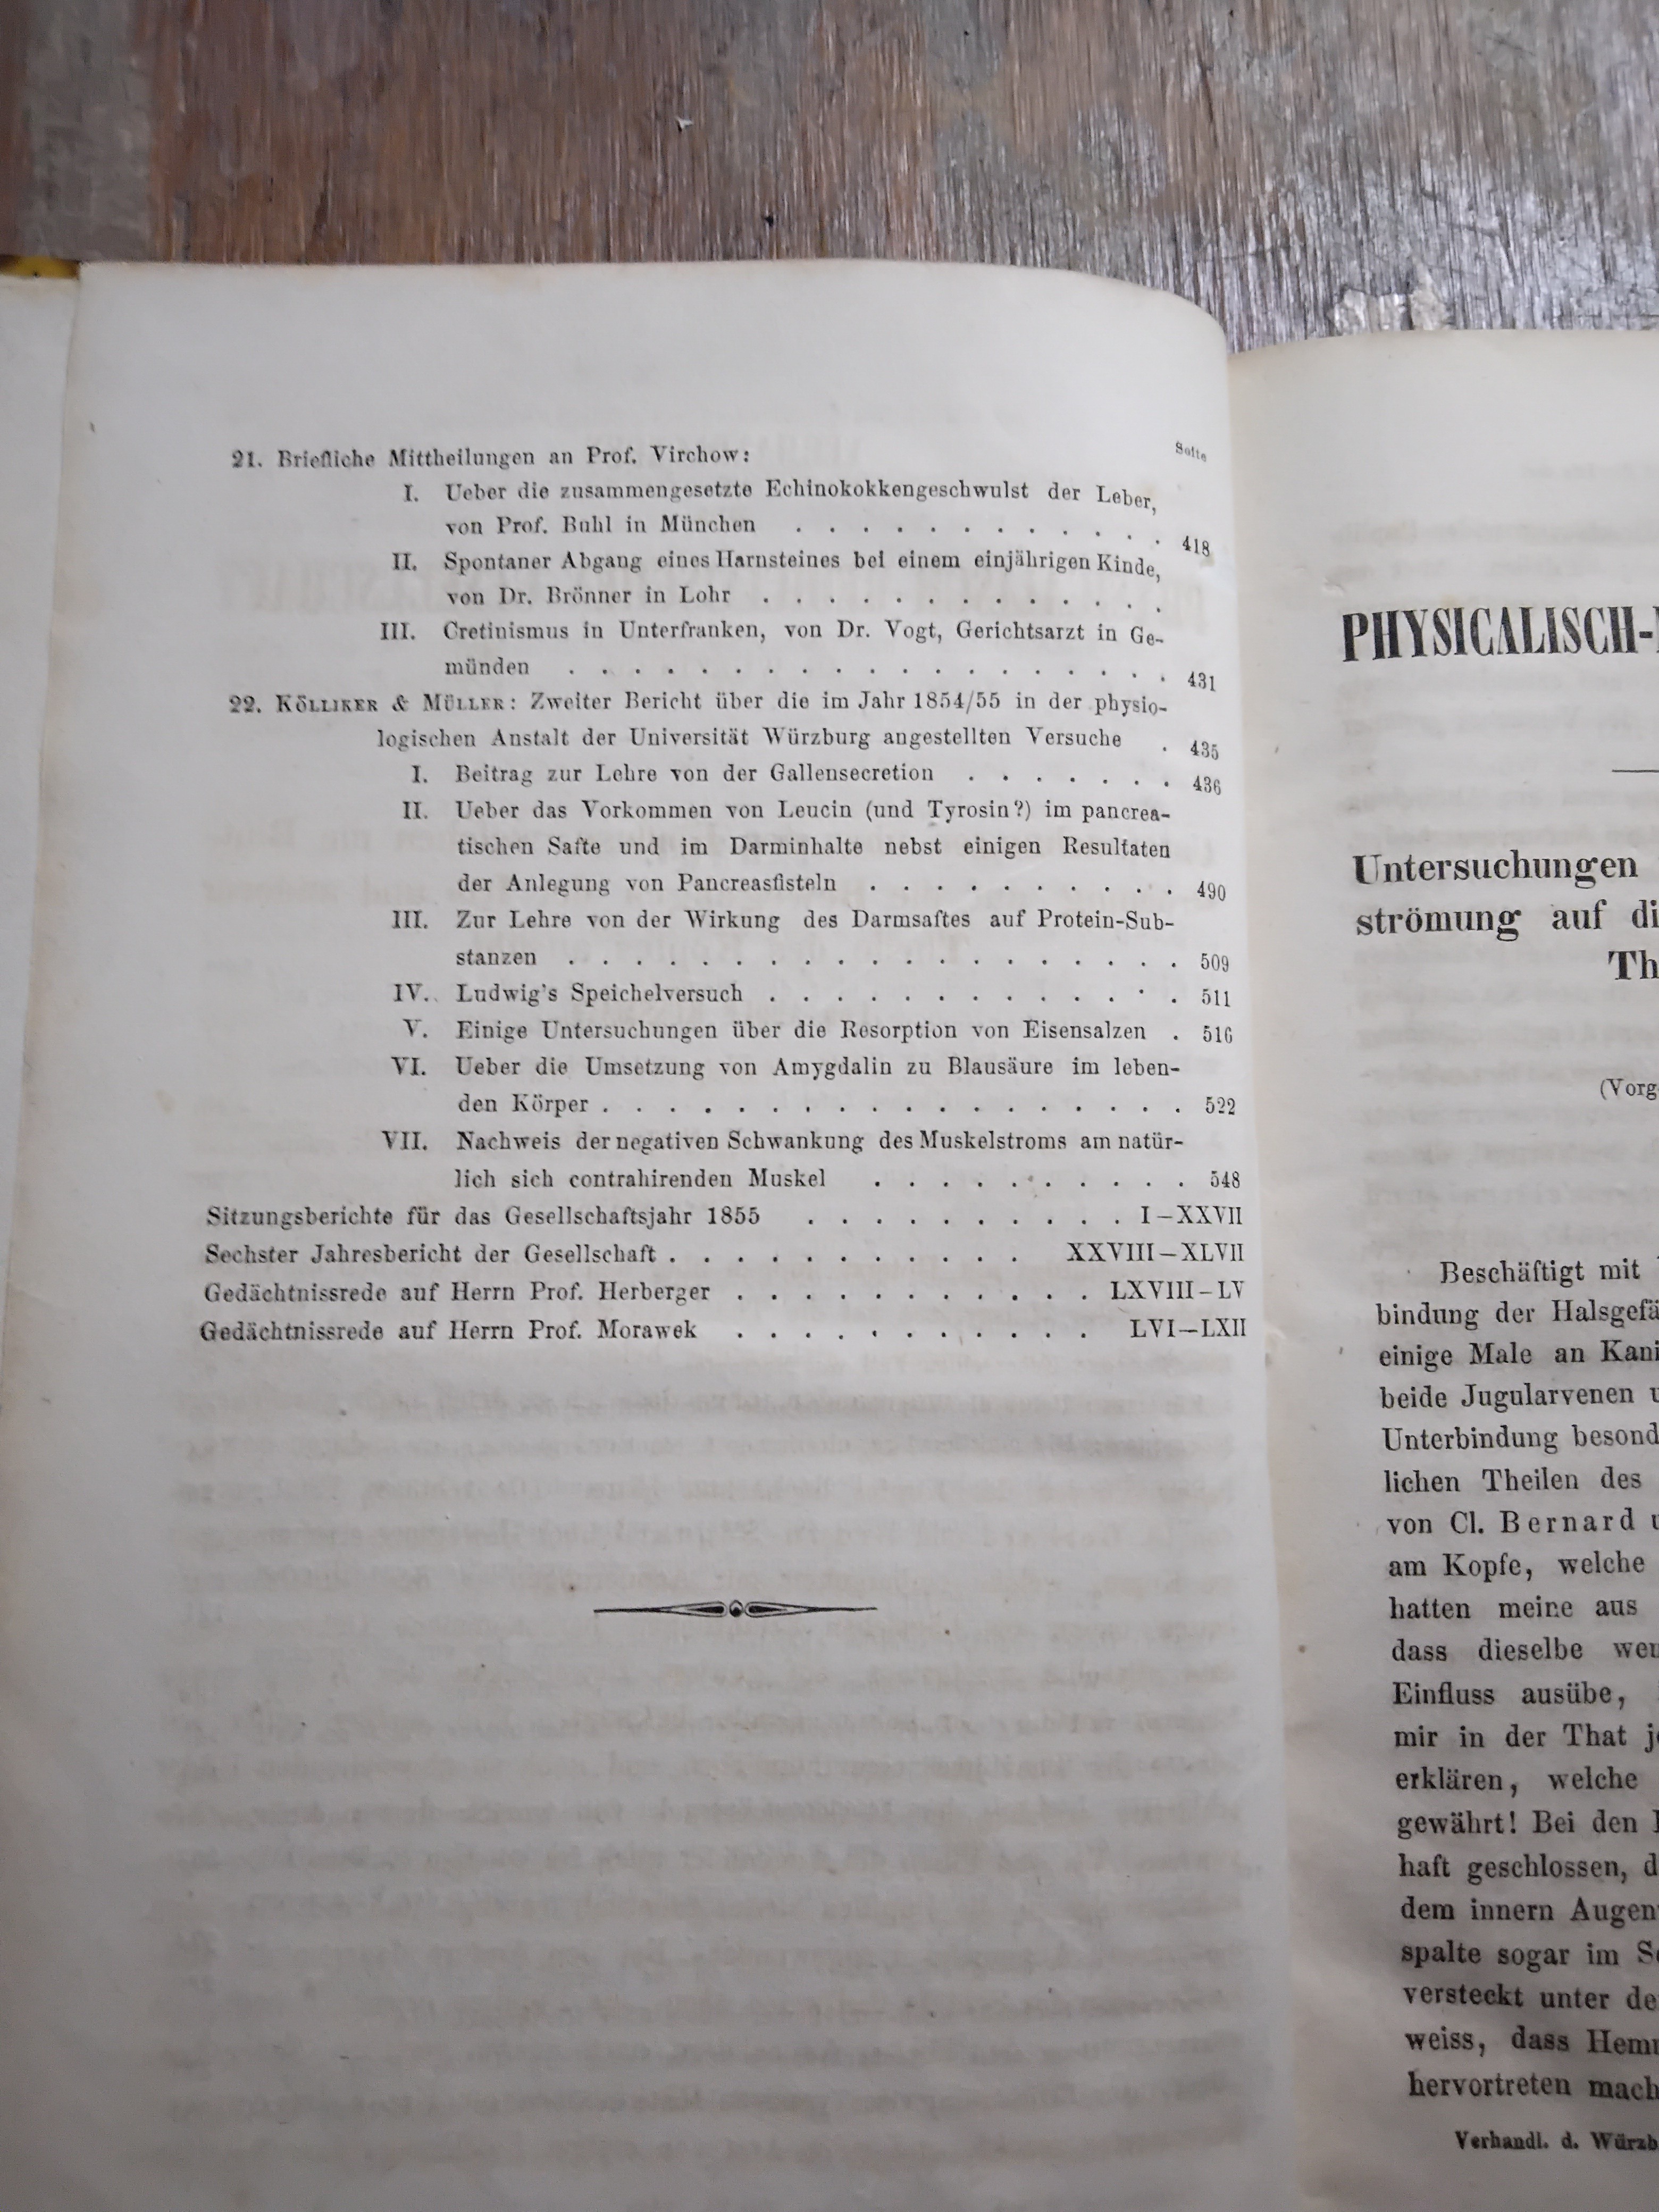 Seite
21. Briefliche Mittheilungen an Prof. Virchow:
I. Ueber die zusammengesetzte Echinokokkengeschwulst der Leber,
von Prof. Buhl in München . . . . . . . . . . . . 418
II. Spontaner Abgang eines Harnsteines bei einem einjährigen Kinde,
von Dr. Brönner in Lohr . . . . . . . . . . . . .
III. Cretinismus in Unterfranken, von Dr. Vogt, Gerichtsarzt in Ge-
münden . . . . . . . . . . . . . . . . . . 431
22. KÖLLIKER & MÜLLER: Zweiter Bericht über die im Jahr 1854/55 in der physio-
logischen Anstalt der Universität Würzburg angestellten Versuche . 435
I. Beitrag zur Lehre von der Gallensecretion . . . . . . . 436
II. Ueber das Vorkommen von Leucin (und Tyrosin?) im pancrea-
tischen Safte und im Darminhalte nebst einigen Resultaten
der Anlegung von Pancreasfisteln . . . . . . . . . . 490
III. Zur Lehre von der Wirkung des Darmsaftes auf Protein-Sub-
stanzen . . . . . . . . . . . . . . . . . . 509
IV. Ludwig's Speichelversuch . . . . . . . . . . . . . 511
V. Einige Untersuchungen über die Resorption von Eisensalzen . 516
VI. Ueber die Umsetzung von Amygdalin zu Blausäure im leben-
den Körper . . . . . . . . . . . . . . . . . . 522
VII. Nachweis der negativen Schwankung des Muskelstroms am natür-
lich sich contrahirenden Muskel . . . . . . . . . . 548
Sitzungsberichte für das Gesellschaftsjahr 1855 . . . . . . . . . . I–XXVII
Sechster Jahresbericht der Gesellschaft . . . . . . . . . . . XXVIII–XLVII
Gedächtnissrede auf Herrn Prof. Herberger . . . . . . . . . . . LXVIII–LV
Gedächtnissrede auf Herrn Prof. Morawek . . . . . . . . . . . LVI–LXII
PHYSICALISCH-
Untersuchungen
strömung auf di
Th
(Vorg
Beschäftigt mit
bindung der Halsgefä
einige Male an Kani
beide Jugularvenen u
Unterbindung besond
lichen Theilen des
von Cl. Bernard u
am Kopfe, welche
hatten meine aus
dass dieselbe wen
Einfluss ausübe,
mir in der That je
erklären, welche
gewährt! Bei den
haft geschlossen, d
dem innern Augen
spalte sogar im Sc
versteckt unter de
weiss, dass Hem
hervortreten mach
Verhandl. d. Würzb